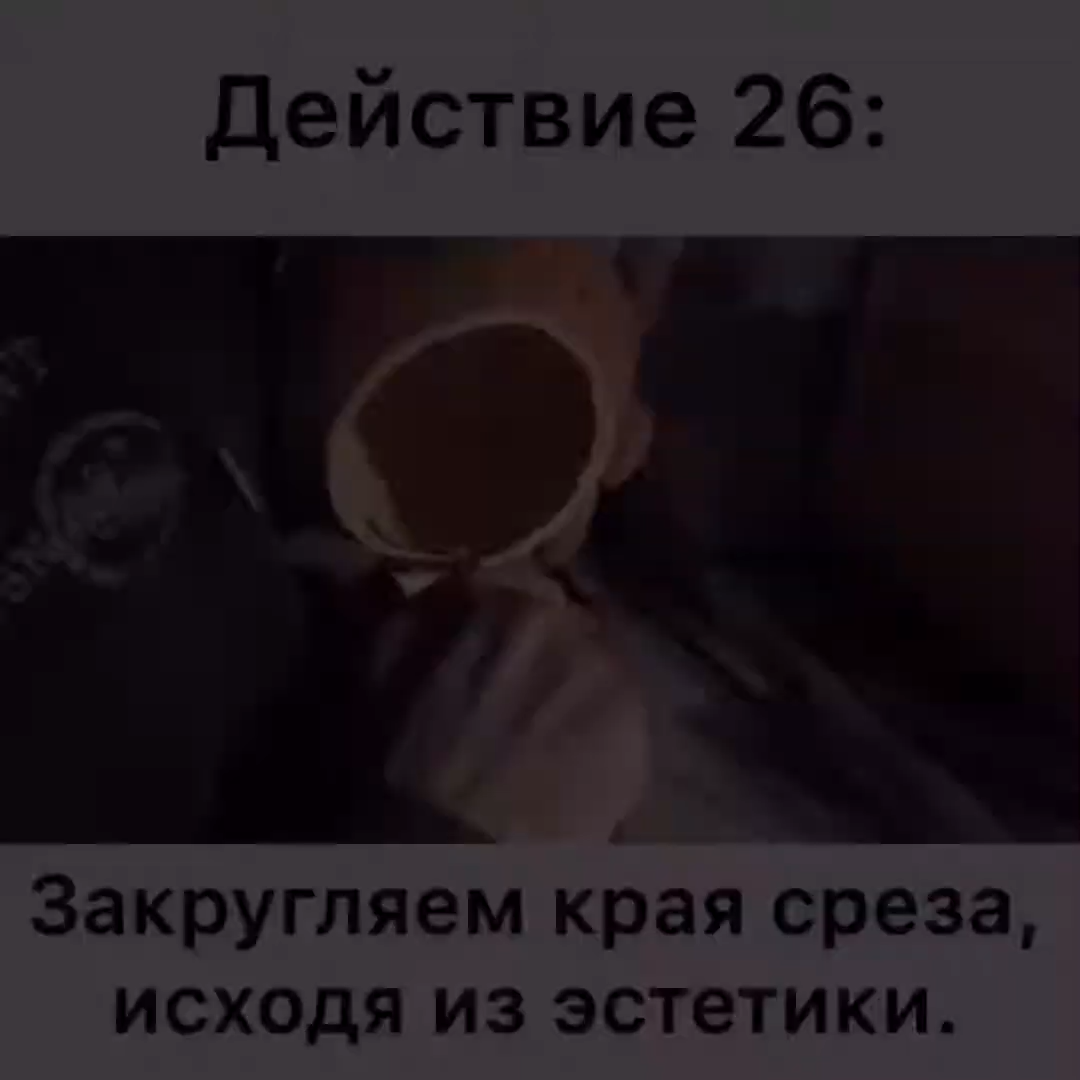 Действие 26:
Закругляем края среза,
исходя из эстетики.